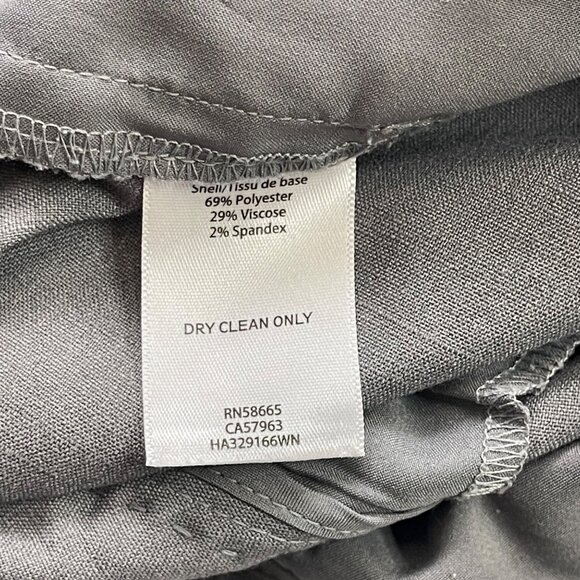 Shell/Tissu de base
69% Polyester
29% Viscose
2% Spandex
DRY CLEAN ONLY
RN58665
CA57963
HA329166WN